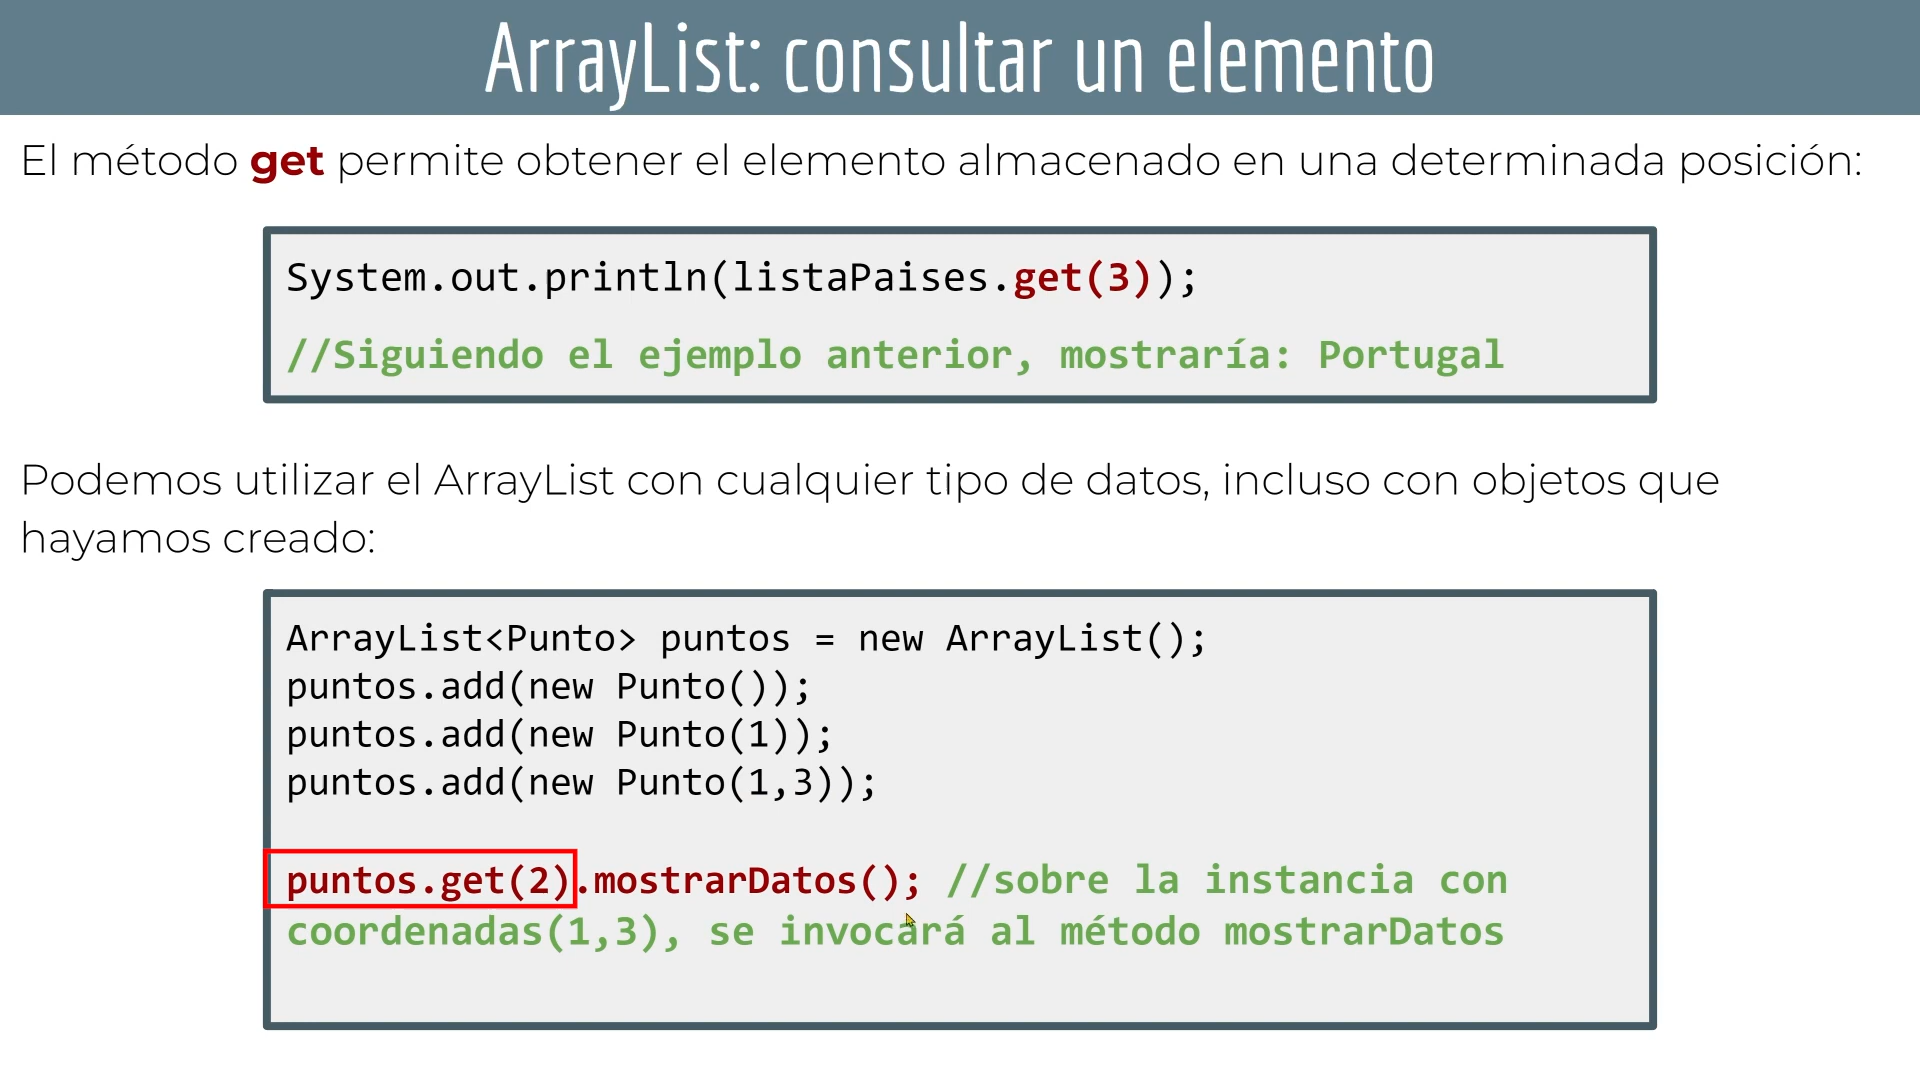 ArrayList: consultar un elemento
El método get permite obtener el elemento almacenado en una determinada posición:
System.out.println(listaPaises.get(3));
//Siguiendo el ejemplo anterior, mostraría: Portugal
Podemos utilizar el ArrayList con cualquier tipo de datos, incluso con objetos que
hayamos creado:
ArrayList<Punto> puntos = new ArrayList();
puntos.add(new Punto());
puntos.add(new Punto(1));
puntos.add(new Punto(1,3));
puntos.get(2).mostrarDatos(); //sobre la instancia con
coordenadas(1,3), se invocará al método mostrarDatos